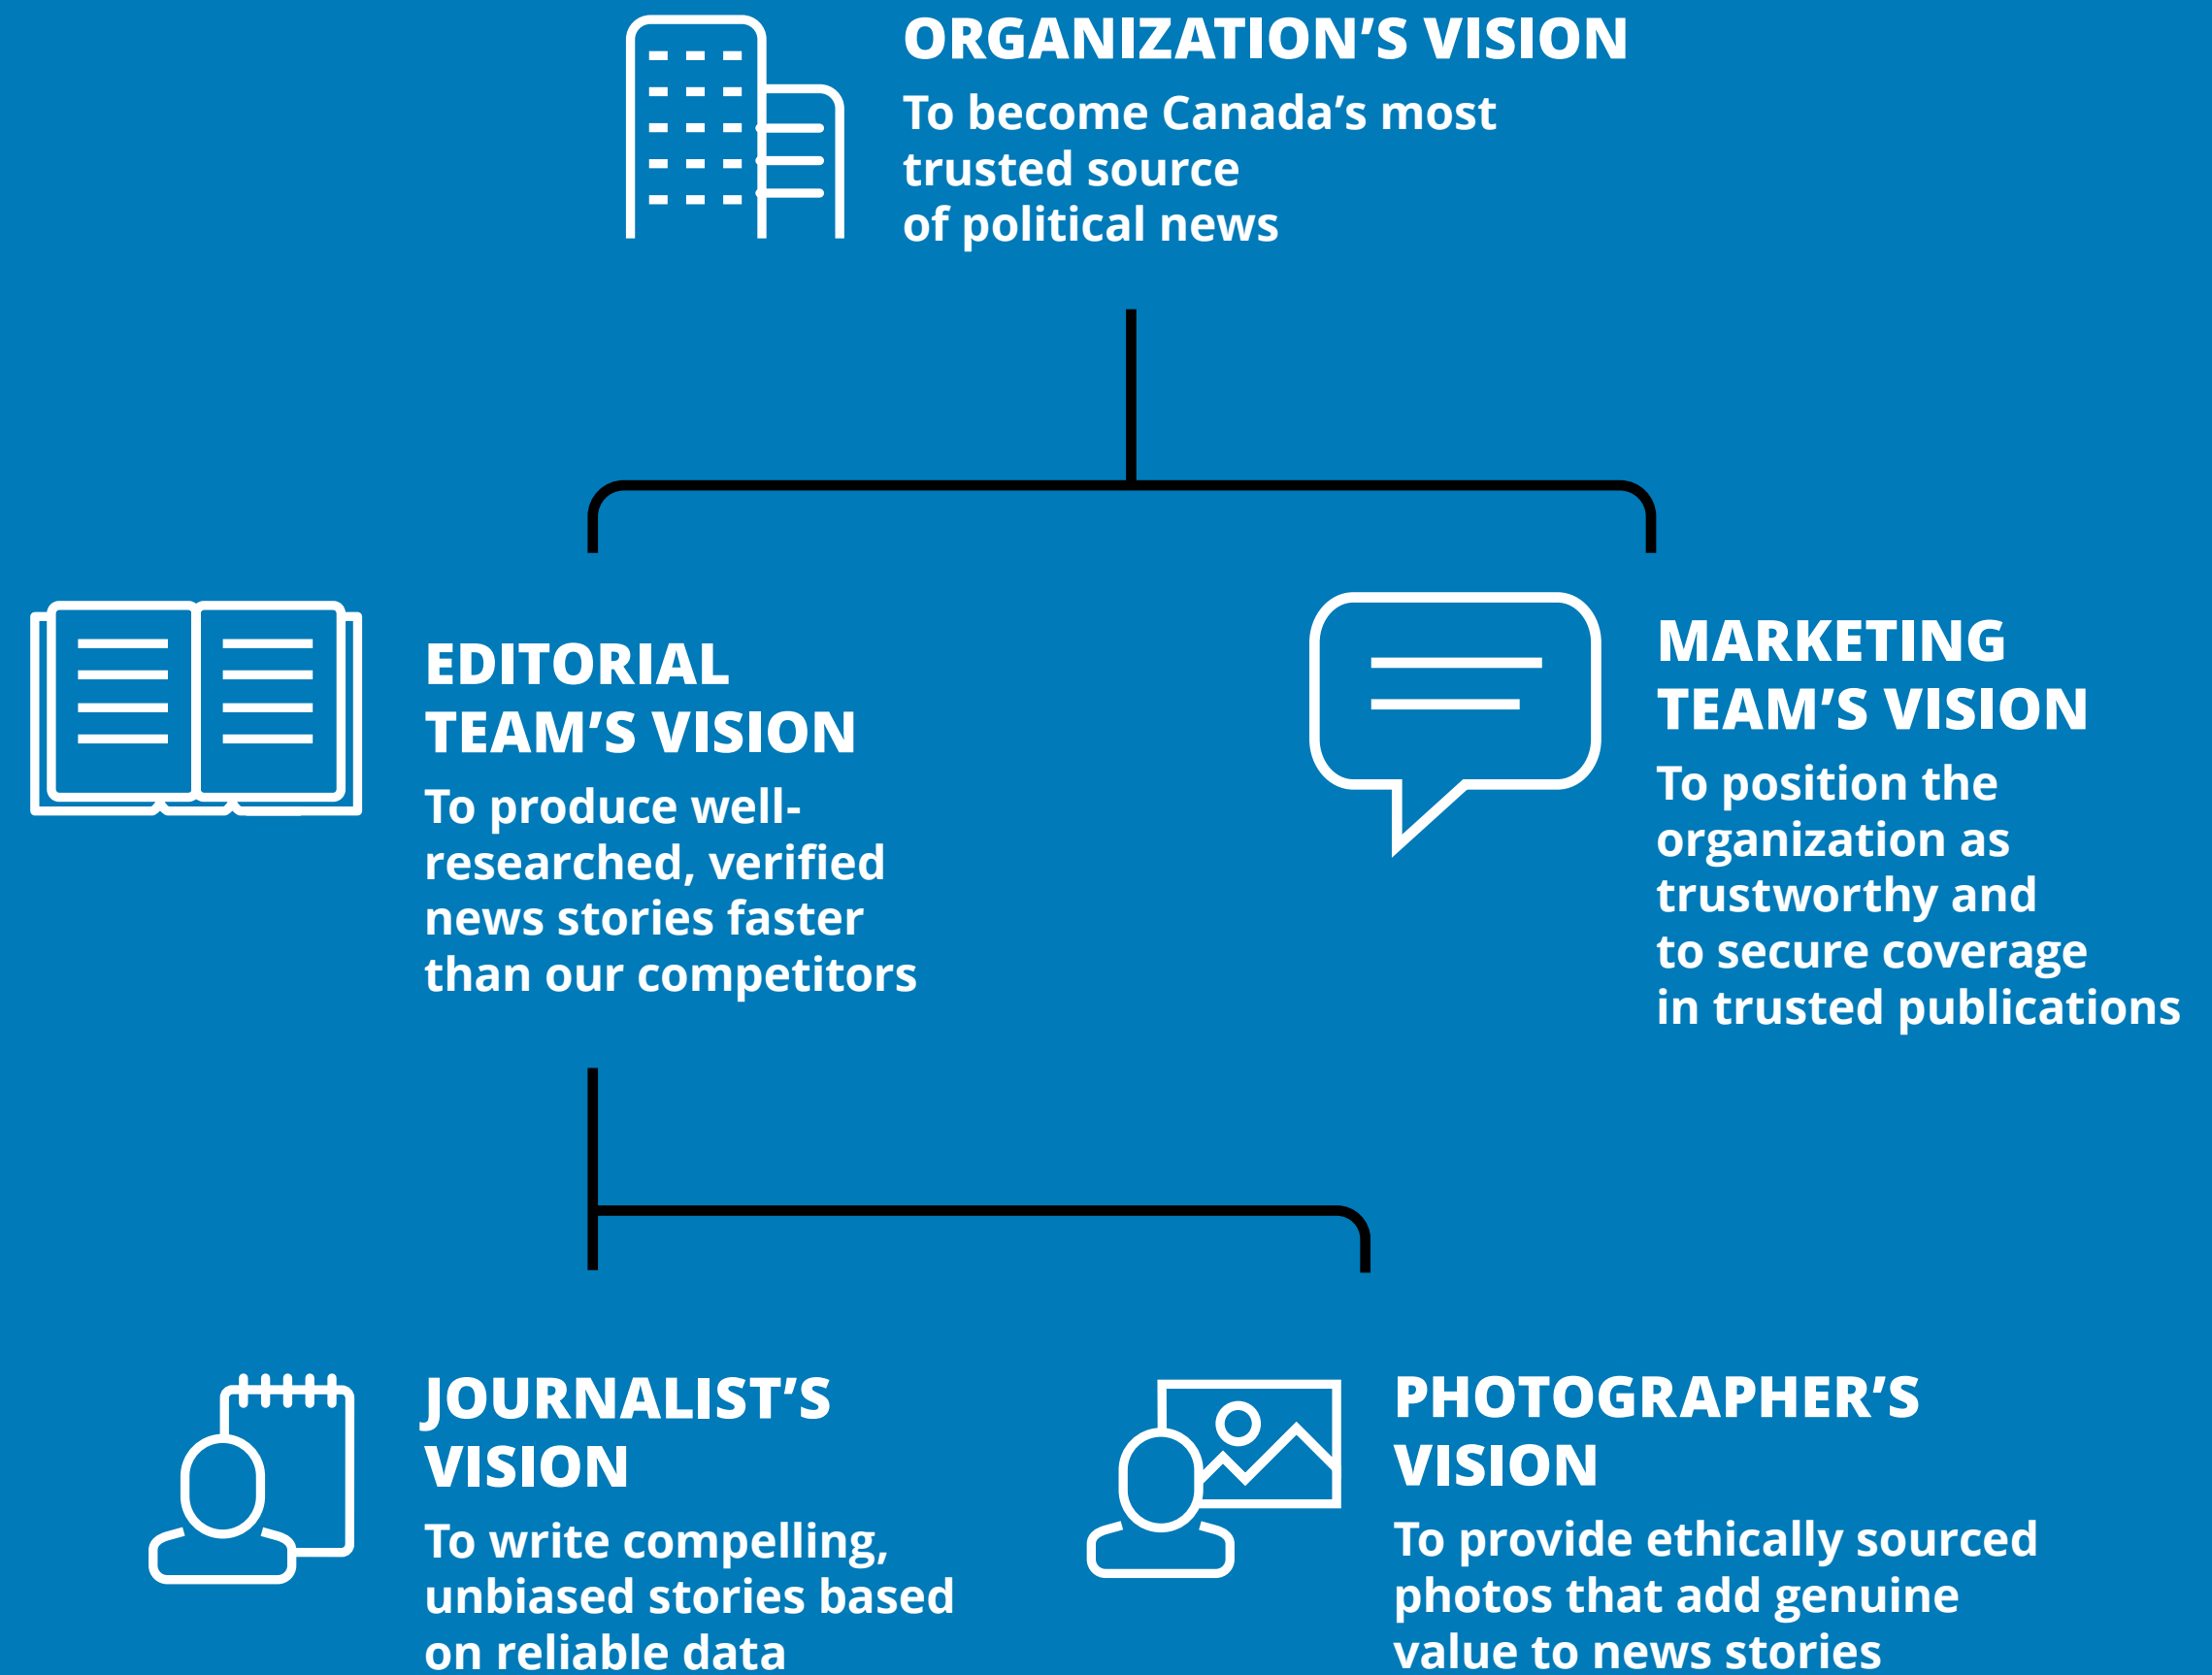 ORGANIZATION’S VISION
To become Canada’s most
trusted source
of political news
EDITORIAL
TEAM’S VISION
To produce well-
researched, verified
news stories faster
than our competitors
MARKETING
TEAM’S VISION
To position the
organization as
trustworthy and
to secure coverage
in trusted publications
JOURNALIST’S
VISION
To write compelling,
unbiased stories based
on reliable data
PHOTOGRAPHER’S
VISION
To provide ethically sourced
photos that add genuine
value to news stories